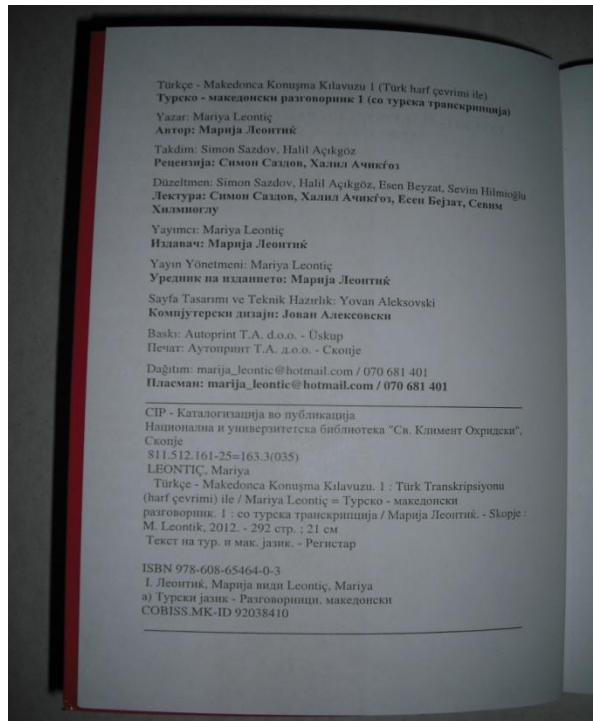 Türkçe - Makedonca Konuşma Kılavuzu 1 (Türk harf çevrimi ile)
Турско - македонски разговорник 1 (со турска транскрипција)
Yazar: Mariya Leontiç
Автор: Марија Леонтиќ
Takdim: Simon Sazdov, Halil Açıkgöz
Рецензија: Симон Саздов, Халил Ачикѓоз
Düzeltmen: Simon Sazdov, Halil Açıkgöz, Esen Beyzat, Sevim Hilmioğlu
Лектура: Симон Саздов, Халил Ачикѓоз, Есен Бејзат, Севим
Хилмиоглу
Yayımcı: Mariya Leontiç
Издавач: Марија Леонтиќ
Yayın Yönetmeni: Mariya Leontiç
Уредник на изданието: Марија Леонтиќ
Sayfa Tasarımı ve Teknik Hazırlık: Yovan Aleksovski
Компјутерски дизајн: Јован Алексовски
Baskı: Autoprint T.A. d.o.o. - Üsküp
Печат: Аутопринт Т.А. д.о.о. - Скопје
Dağıtım: marija_leontic@hotmail.com / 070 681 401
Пласман: marija_leontic@hotmail.com / 070 681 401
CIP - Каталогизација во публикација
Национална и универзитетска библиотека "Св. Климент Охридски",
Скопје
811.512.161-25=163.3(035)
LEONTIÇ, Mariya
Türkçe - Makedonca Konuşma Kılavuzu. 1 : Türk Transkripsiyonu
(harf çevrimi) ile / Mariya Leontiç = Турско - македонски
разговорник. 1 : со турска транскрипција / Марија Леонтиќ. - Skopje :
M. Leontik, 2012. - 292 стр. ; 21 см
Текст на тур. и мак. јазик. - Регистар
ISBN 978-608-65464-0-3
I. Леонтиќ, Марија види Leontiç, Mariya
а) Турски јазик - Разговорници, македонски
COBISS.MK-ID 92038410